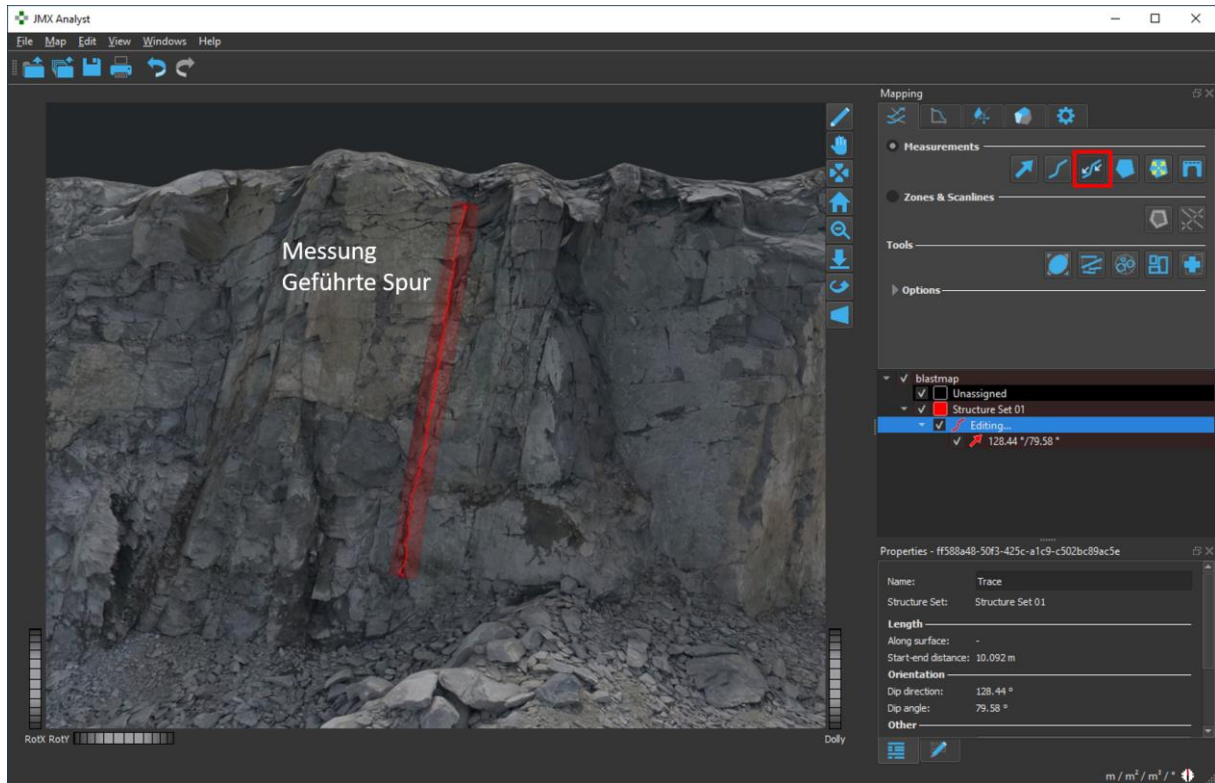 JMX Analyst
File Map Edit View Windows Help
Messung
Geführte Spur
RotX RotY
Dolly
Mapping
Measurements
Zones & Scanlines
Tools
Options
blastmap
Unassigned
Structure Set 01
Editing...
128.44 °/79.58 °
Properties - ff588a48-50f3-425c-a1c9-c502bc89ac5e
Name: Trace
Structure Set: Structure Set 01
Length
Along surface: -
Start-end distance: 10.092 m
Orientation
Dip direction: 128.44 °
Dip angle: 79.58 °
Other
m / m² / m³ / °